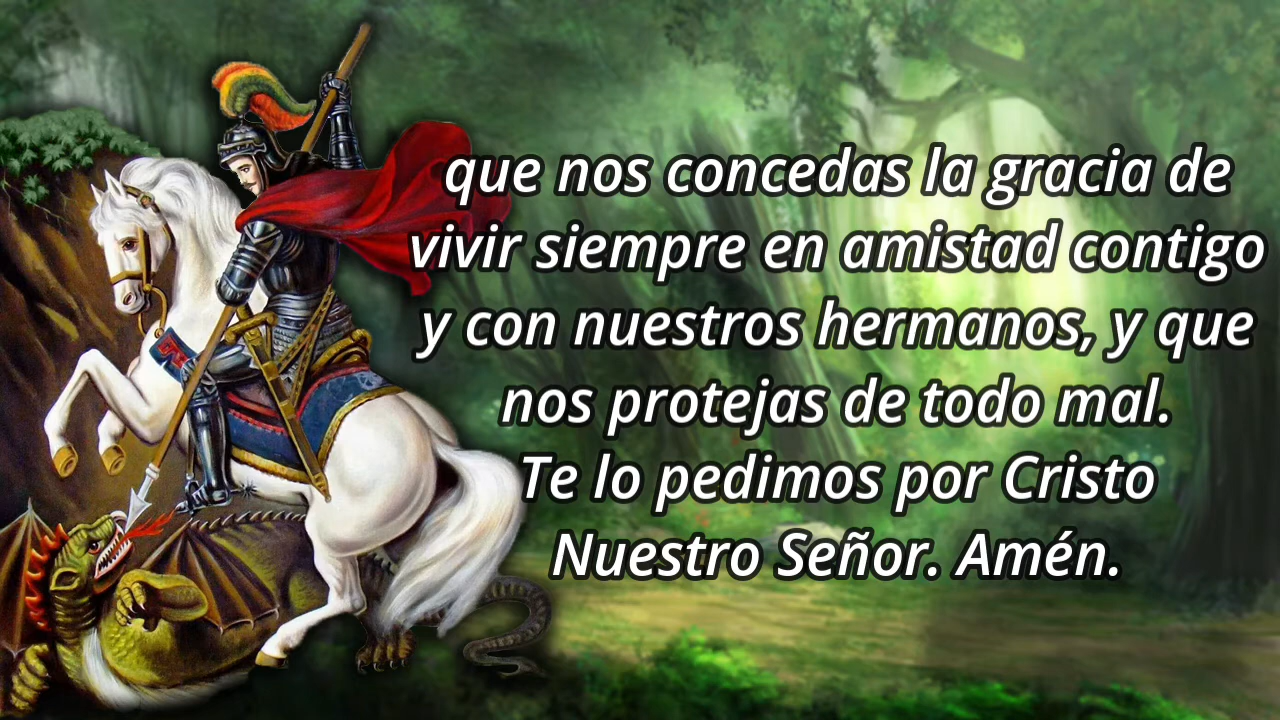 que nos concedas la gracia de
vivir siempre en amistad contigo
y con nuestros hermanos, y que
nos protejas de todo mal.
Te lo pedimos por Cristo
Nuestro Señor. Amén.